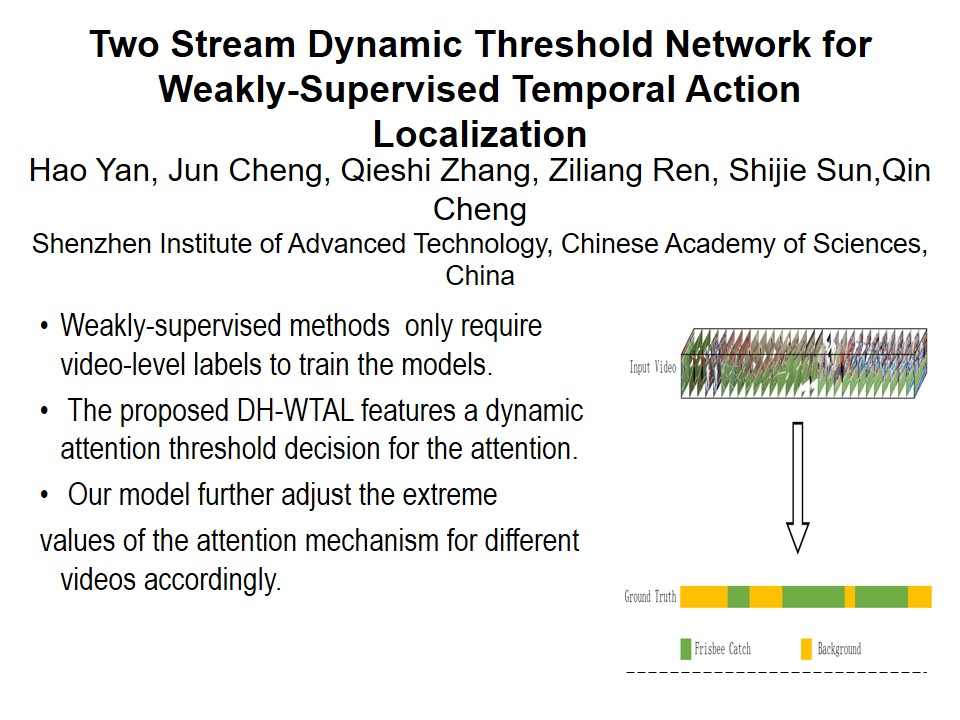 Two Stream Dynamic Threshold Network for
Weakly-Supervised Temporal Action
Localization
Hao Yan, Jun Cheng, Qieshi Zhang, Ziliang Ren, Shijie Sun,Qin
Cheng
Shenzhen Institute of Advanced Technology, Chinese Academy of Sciences,
China
• Weakly-supervised methods only require
video-level labels to train the models.
• The proposed DH-WTAL features a dynamic
attention threshold decision for the attention.
• Our model further adjust the extreme
values of the attention mechanism for different
videos accordingly.
Input Video
Ground Truth
Frisbee Catch
Background